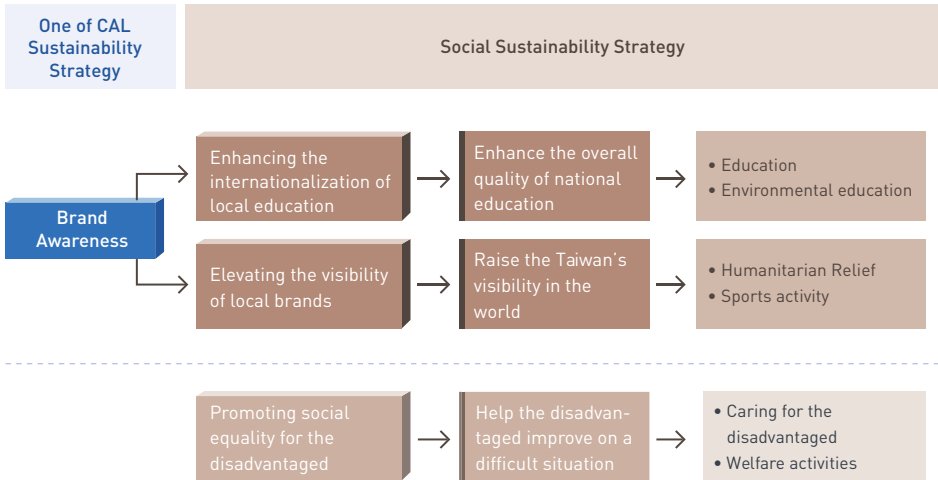 One of CAL
Sustainability
Strategy
Social Sustainability Strategy
Brand
Awareness
Enhancing the
internationalization of
local education
Enhance the overall
quality of national
education
• Education
• Environmental education
Elevating the visibility
of local brands
Raise the Taiwan's
visibility in the
world
• Humanitarian Relief
• Sports activity
Promoting social
equality for the
disadvantaged
Help the disadvan-
taged improve on a
difficult situation
• Caring for the
disadvantaged
• Welfare activities